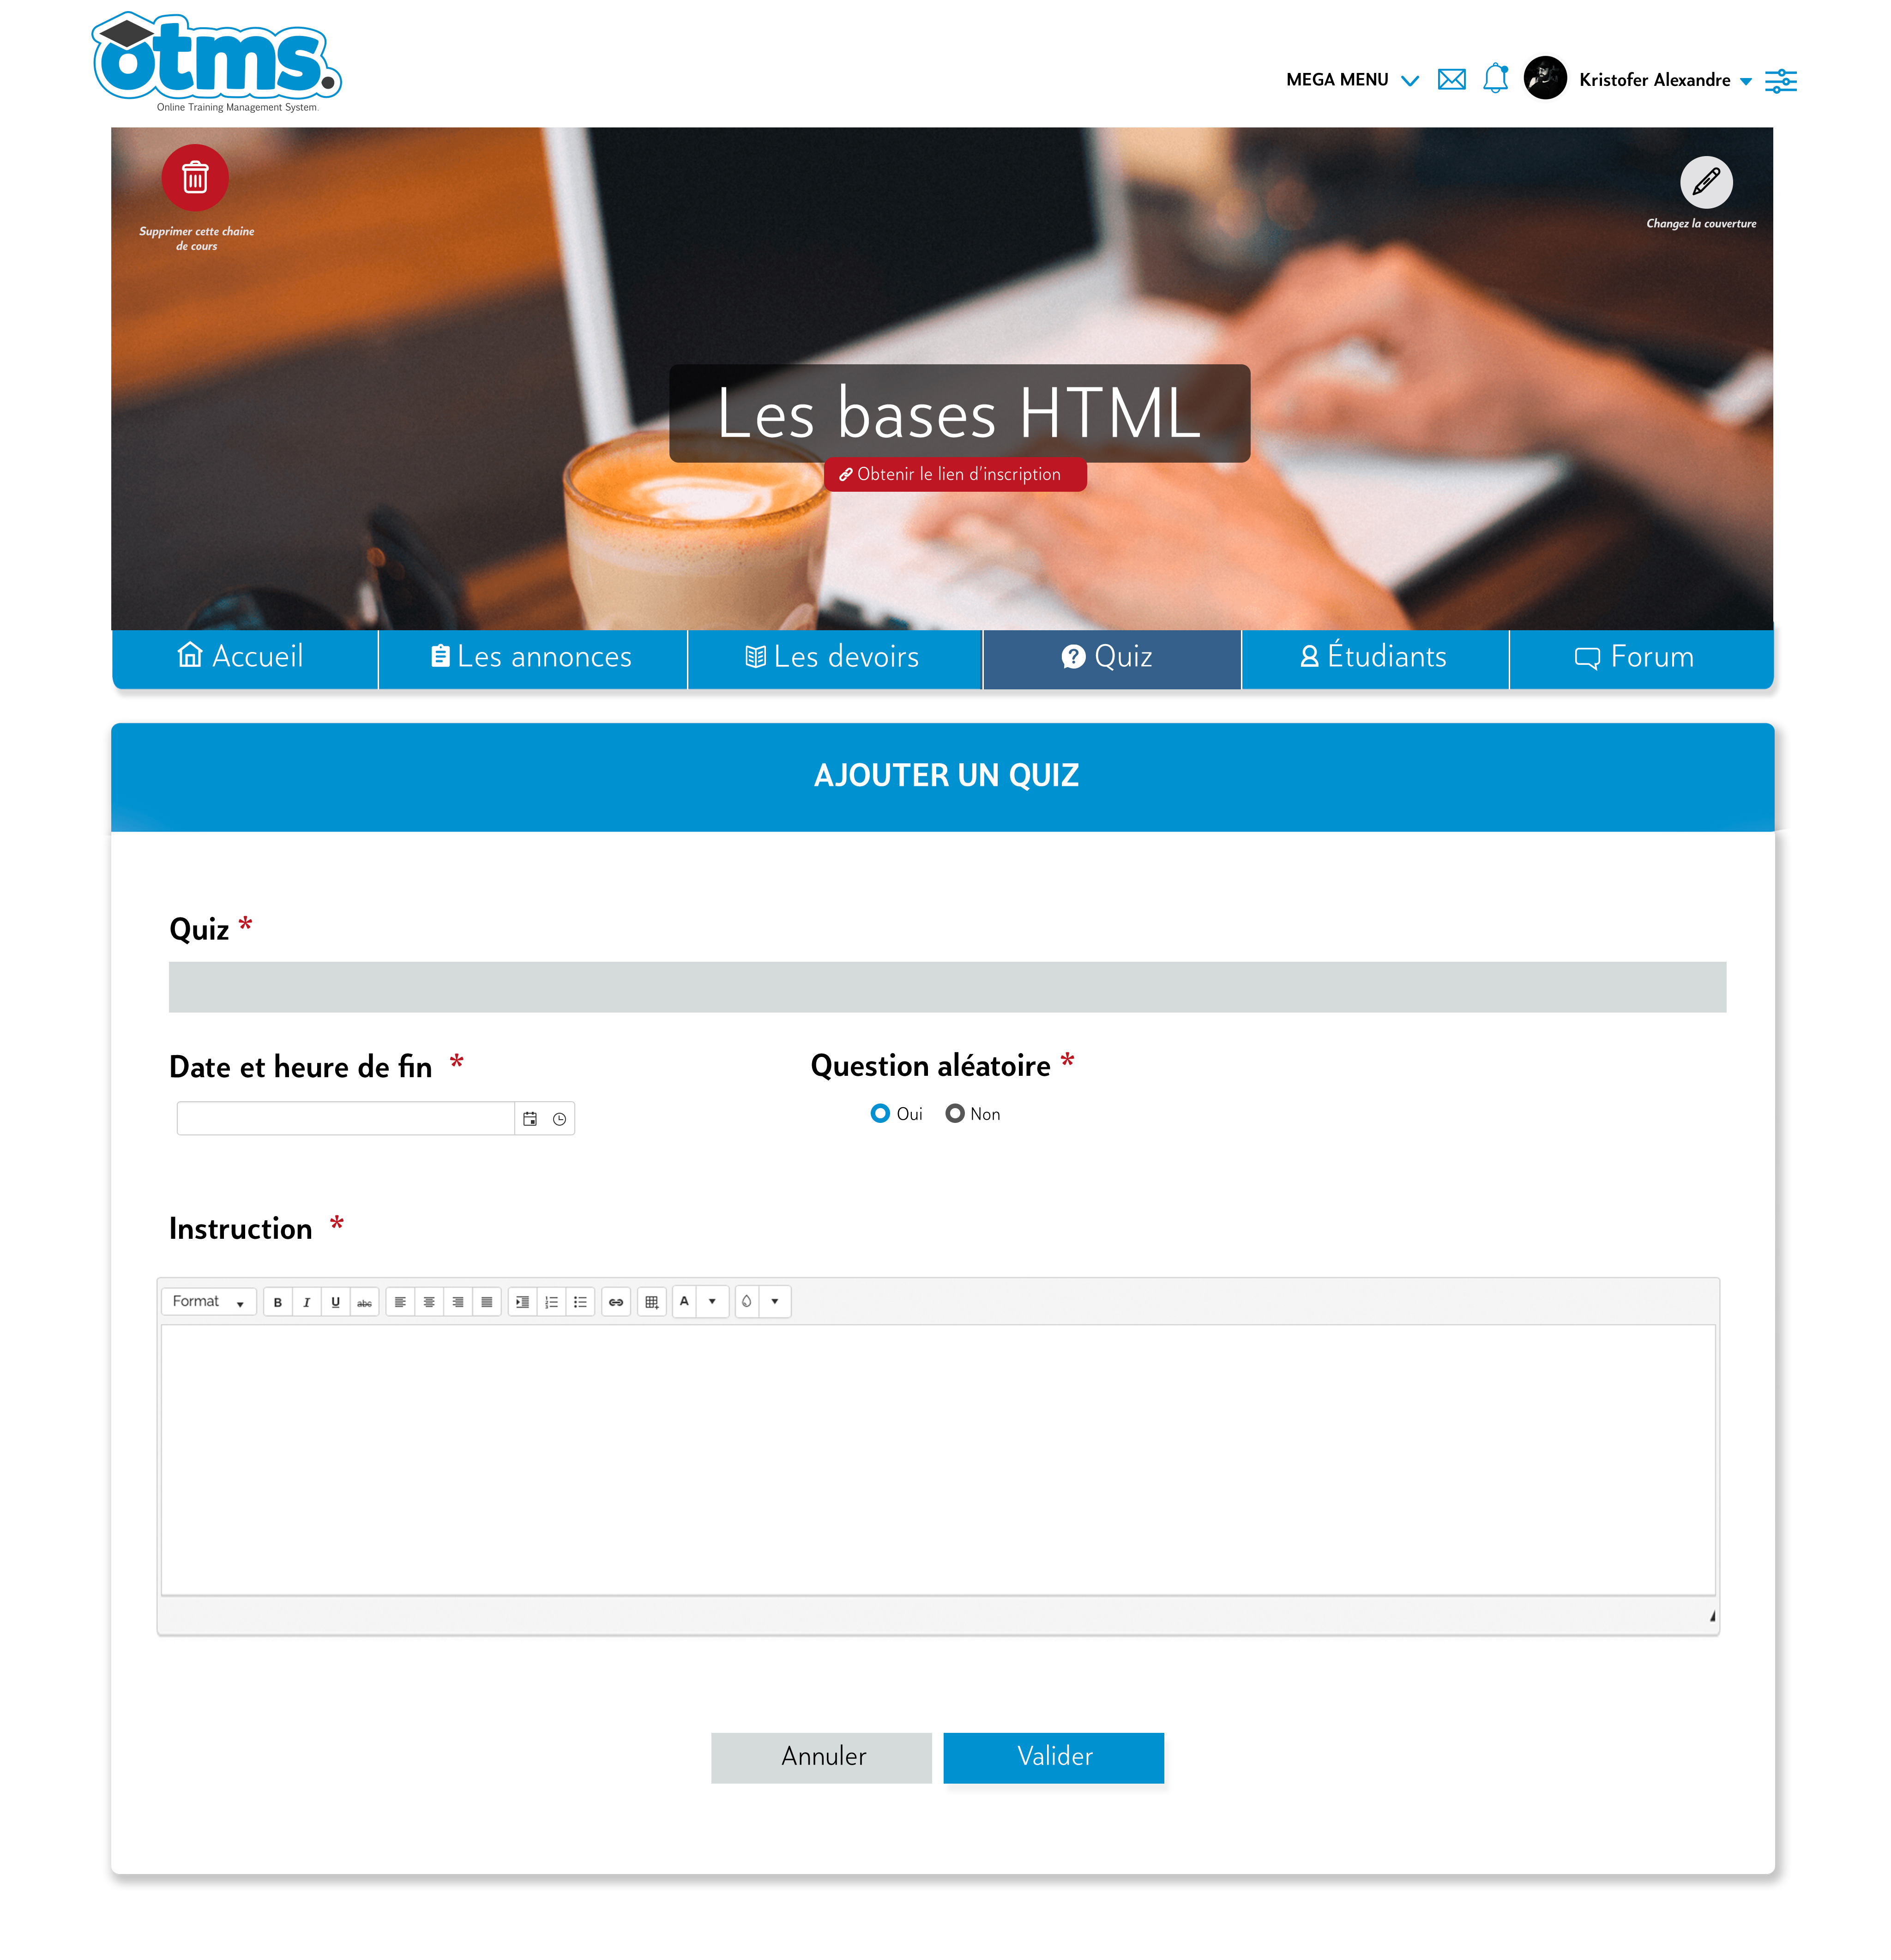 otms.
Online Training Management System.
MEGA MENU
Kristofer Alexandre
Supprimer cette chaine
de cours
Changez la couverture
Les bases HTML
Obtenir le lien d'inscription
Accueil
Les annonces
Les devoirs
Quiz
Étudiants
Forum
AJOUTER UN QUIZ
Quiz *
Date et heure de fin *
Question aléatoire *
Oui
Non
Instruction *
Format
B I U abc
A
Annuler
Valider